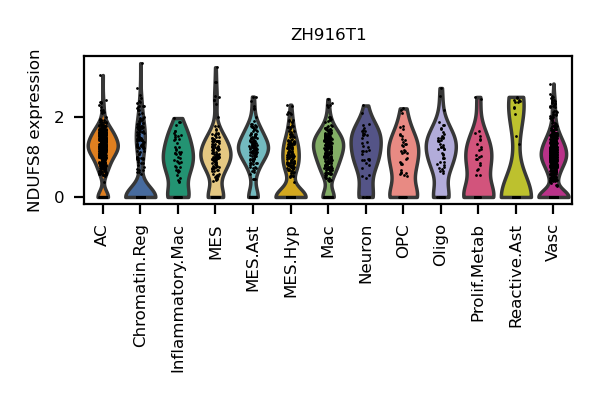 ZH916T1
NDUFS8 expression
2
0
AC
Chromatin.Reg
Inflammatory.Mac
MES
MES.Ast
MES.Hyp
Mac
Neuron
OPC
Oligo
Prolif.Metab
Reactive.Ast
Vasc